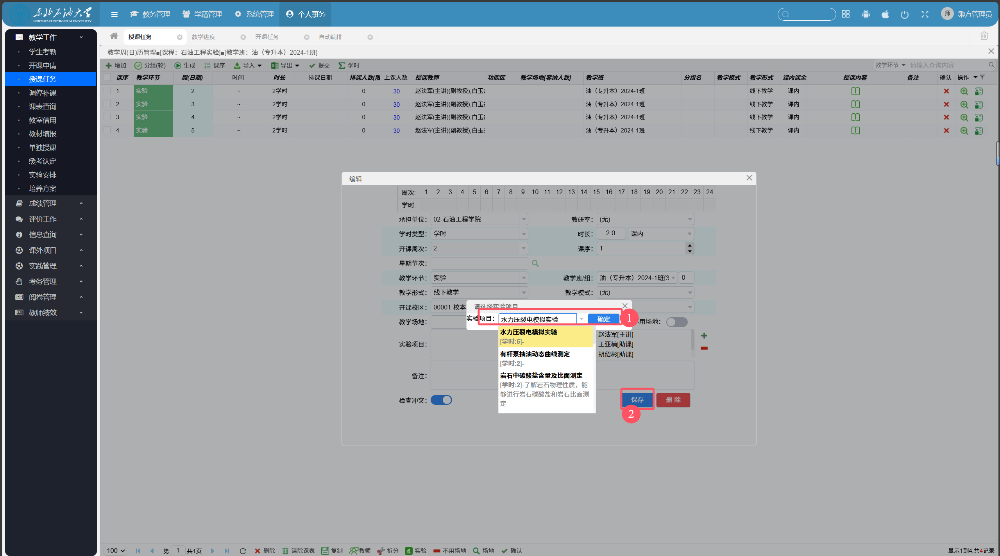 东北石油大学
NORTHEAST PETROLEUM UNIVERSITY
教务管理 学籍管理 系统管理 个人事务
师 乘方管理员
教学工作
学生考勤
开课申请
授课任务
调停补课
课表查询
教室借用
教材填报
单独授课
缓考认定
实验安排
培养方案
成绩管理
评价工作
信息查询
课外项目
实践管理
考务管理
阅卷管理
教师绩效
授课任务 教学进度 开课任务 自动编排
教学周(日)历管理■[课程：石油工程实验]■[教学班：油（专升本）2024-1班]
增加 分组(轮) 生成 课序 导入 导出 提交 学时 教学环节 请输入查询内容
课序 教学环节 周(日期) 时间 时长 排课日期 排课人数(限 上课人数 授课教师 功能区 教学场地[容纳人数] 教学班 分组名 教学模式 教学形式 课内课余 授课内容 备注 确认 操作
1 实验 2 ~ 2学时 0 30 赵法军(主讲)(副教授),白玉 油（专升本）2024-1班 线下教学 课内
2 实验 3 ~ 2学时 0 30 赵法军(主讲)(副教授),白玉 油（专升本）2024-1班 线下教学 课内
3 实验 4 ~ 2学时 0 30 赵法军(主讲)(副教授),白玉 油（专升本）2024-1班 线下教学 课内
4 实验 5 ~ 2学时 0 30 赵法军(主讲)(副教授),白玉 油（专升本）2024-1班 线下教学 课内
编辑
周次: 1 2 3 4 5 6 7 8 9 10 11 12 13 14 15 16 17 18 19 20 21 22 23 24
学时:
承担单位： 02-石油工程学院 教研室： (无)
学时类型： 学时 时长： 2.0 课内
开课周次： 2 课序： 1
星期节次：
教学环节： 实验 教学班/组： 油（专升本）2024-1班{3 0
教学形式： 线下教学 教学模式： (无)
开课校区： 00001-校本
请选择实验项目
实验项目： 水力压裂电模拟实验 确定 1
教学场地： 用场地：
水力压裂电模拟实验
[学时:5]-
有杆泵抽油动态曲线测定
[学时:2]-
岩石中碳酸盐含量及比面测定
[学时:2]-了解岩石物理性质，能
够进行岩石碳酸盐和岩石比面测
定
实验项目：
赵法军[主讲]
王亚楠[助课]
胡绍彬[助课]
备注：
检查冲突： 保存 删 除
2
100 第 1 共1页 删除 清除课表 复制 教师 拆分 实验 不用场地 场地 确认 显示1到4,共4记录